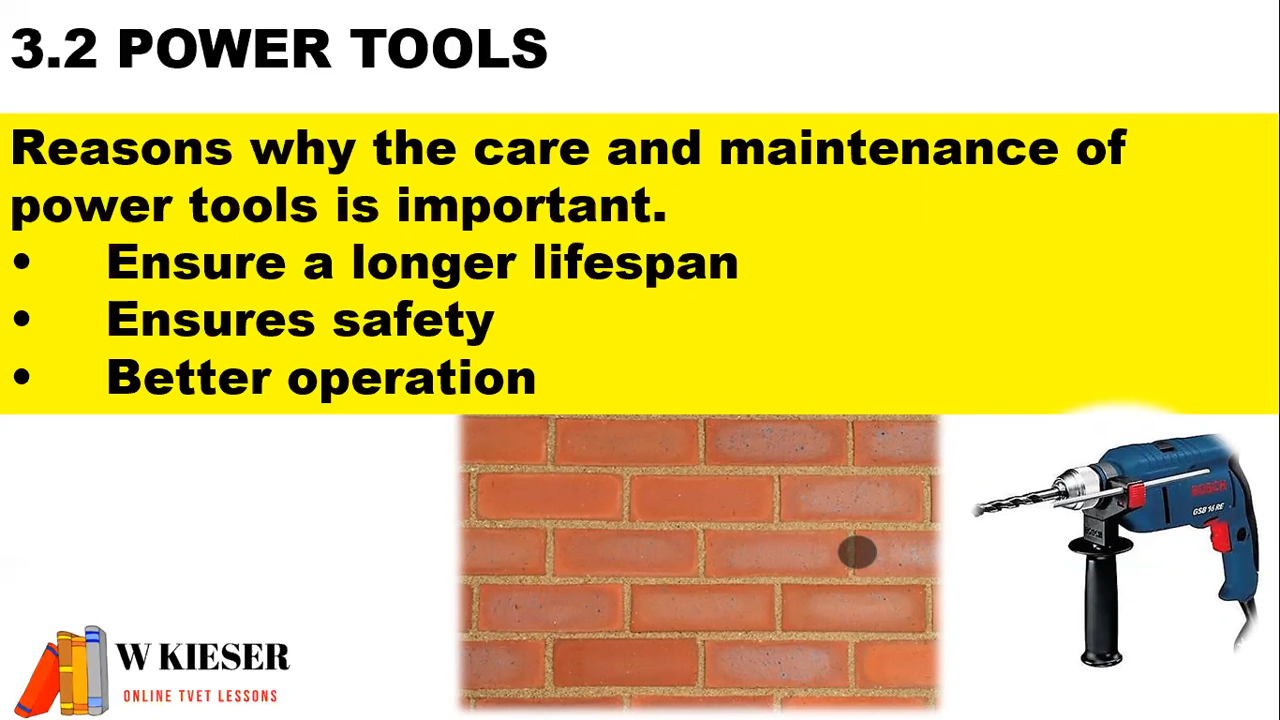 3.2 POWER TOOLS
Reasons why the care and maintenance of
power tools is important.
• Ensure a longer lifespan
• Ensures safety
• Better operation
BOSCH
GSB 16 RE
W KIESER
ONLINE TVET LESSONS